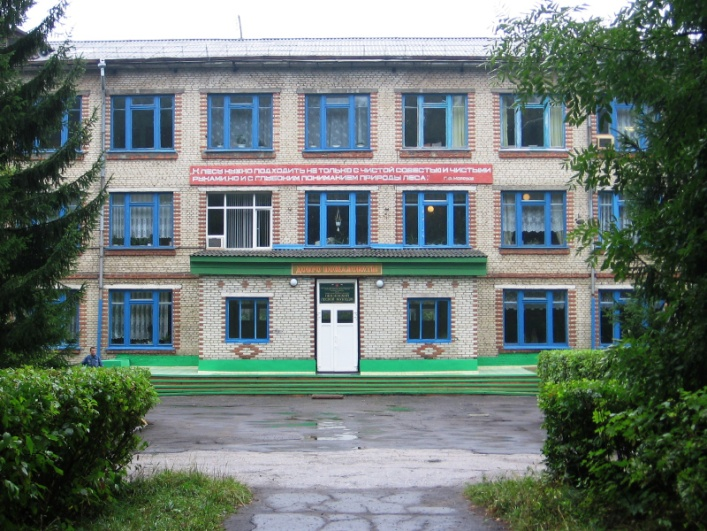 „К ЛЕСУ НУЖНО ПОДХОДИТЬ НЕ ТОЛЬКО С ЧИСТОЙ СОВЕСТЬЮ И ЧИСТЫМИ
РУКАМИ, НО И С ГЛУБОКИМ ПОНИМАНИЕМ ПРИРОДЫ ЛЕСА”
ДОБРО ПОЖАЛОВАТЬ